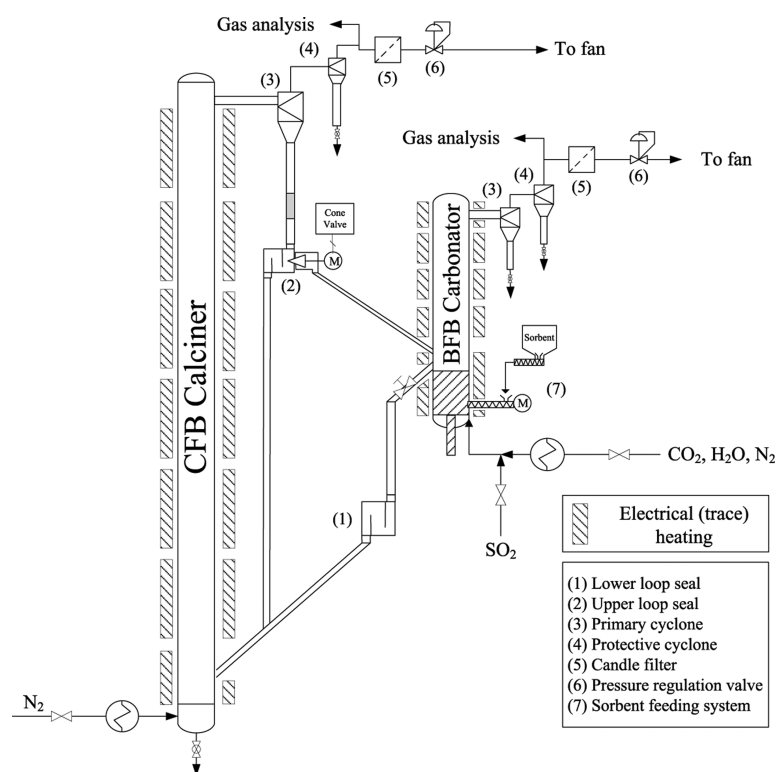 Gas analysis
(4)
(5)
(6)
To fan
(3)
Gas analysis
(4)
(5)
(6)
To fan
(3)
Cone
Valve
M
(2)
CFB Calciner
BFB Carbonator
Sorbent
(7)
M
CO₂, H₂O, N₂
SO₂
(1)
Electrical (trace)
heating
(1) Lower loop seal
(2) Upper loop seal
(3) Primary cyclone
(4) Protective cyclone
(5) Candle filter
(6) Pressure regulation valve
(7) Sorbent feeding system
N₂